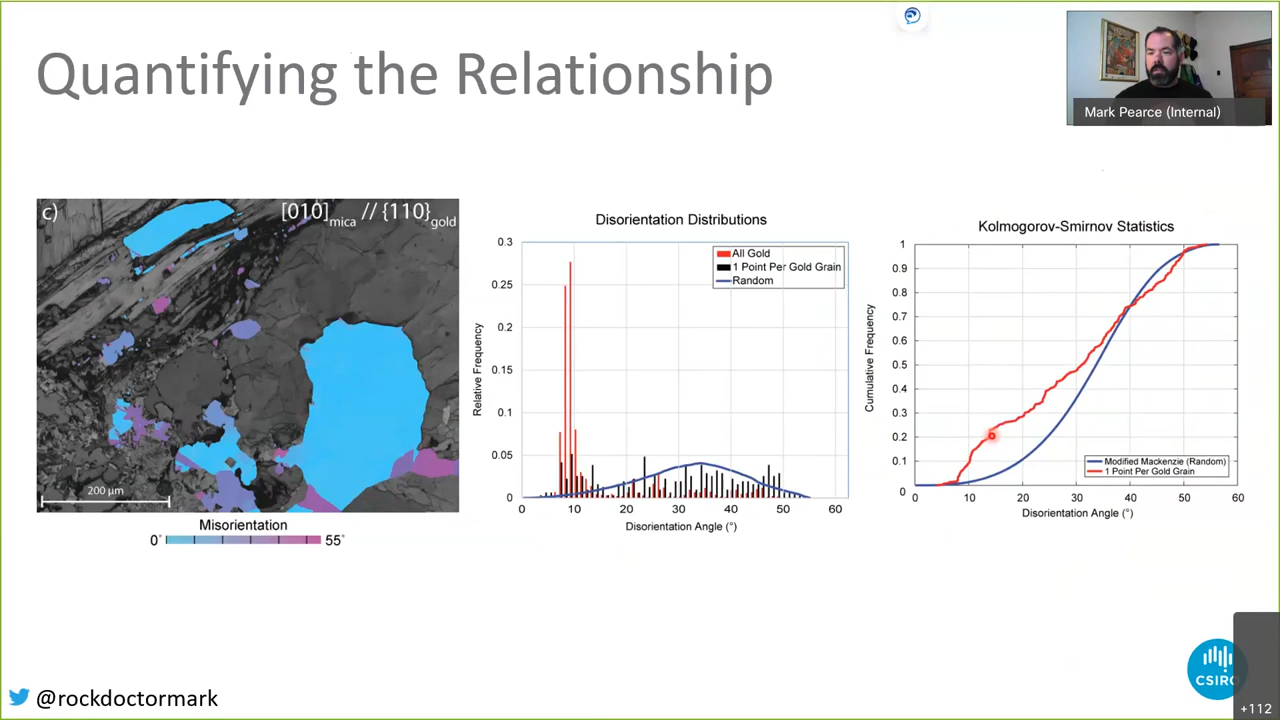 Quantifying the Relationship
Mark Pearce (Internal)
c)
[010]mica // {110}gold
200 µm
Misorientation
0° 55°
Disorientation Distributions
All Gold
1 Point Per Gold Grain
Random
Relative Frequency
0.3
0.25
0.2
0.15
0.1
0.05
0
0 10 20 30 40 50 60
Disorientation Angle (°)
Kolmogorov-Smirnov Statistics
Cumulative Frequency
1
0.9
0.8
0.7
0.6
0.5
0.4
0.3
0.2
0.1
0
Modified Mackenzie (Random)
1 Point Per Gold Grain
0 10 20 30 40 50 60
Disorientation Angle (°)
@rockdoctormark
CSIRO
+112